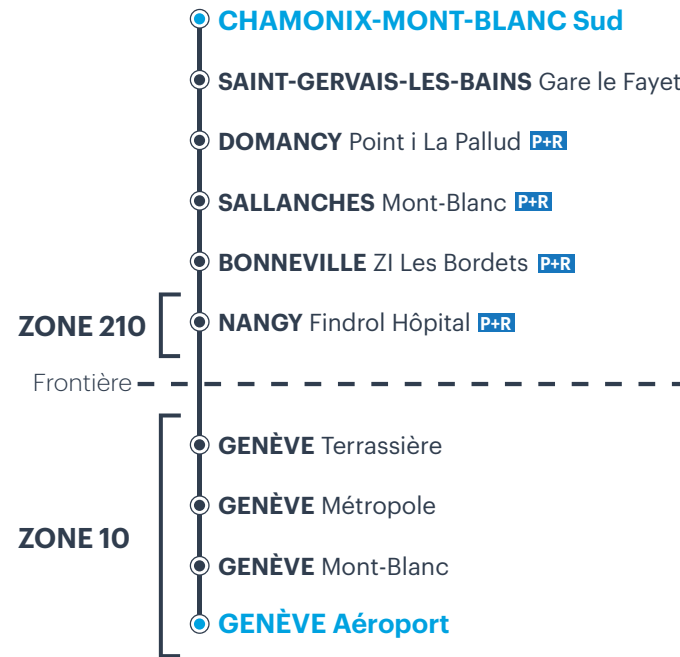 CHAMONIX-MONT-BLANC Sud
SAINT-GERVAIS-LES-BAINS Gare le Fayet
DOMANCY Point i La Pallud P+R
SALLANCHES Mont-Blanc P+R
BONNEVILLE ZI Les Bordets P+R
ZONE 210
NANGY Findrol Hôpital P+R
Frontière
GENÈVE Terrassière
GENÈVE Métropole
ZONE 10
GENÈVE Mont-Blanc
GENÈVE Aéroport